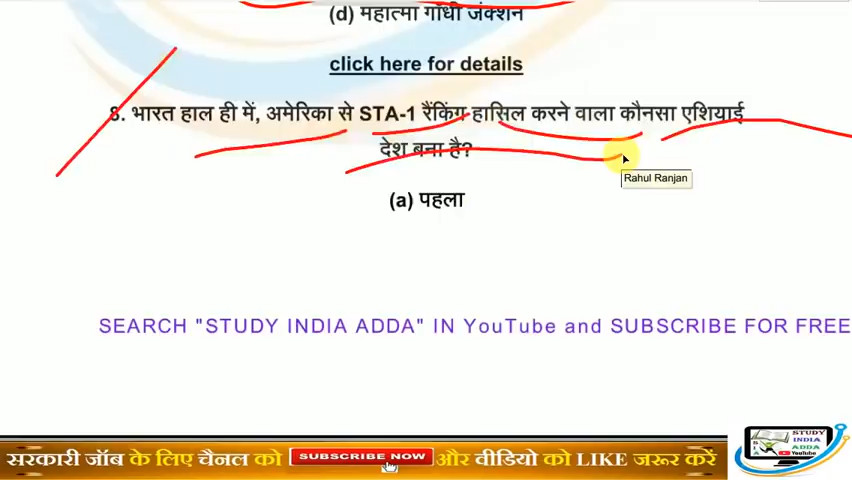 (d) महात्मा गाँधी जंक्शन
click here for details
8. भारत हाल ही में, अमेरिका से STA-1 रैंकिंग हासिल करने वाला कौनसा एशियाई
देश बना है?
Rahul Ranjan
(a) पहला
SEARCH "STUDY INDIA ADDA" IN YouTube and SUBSCRIBE FOR FREE
सरकारी जॉब के लिए चैनल को SUBSCRIBE NOW और वीडियो को LIKE जरूर करें
STUDY
INDIA
ADDA
YouTube